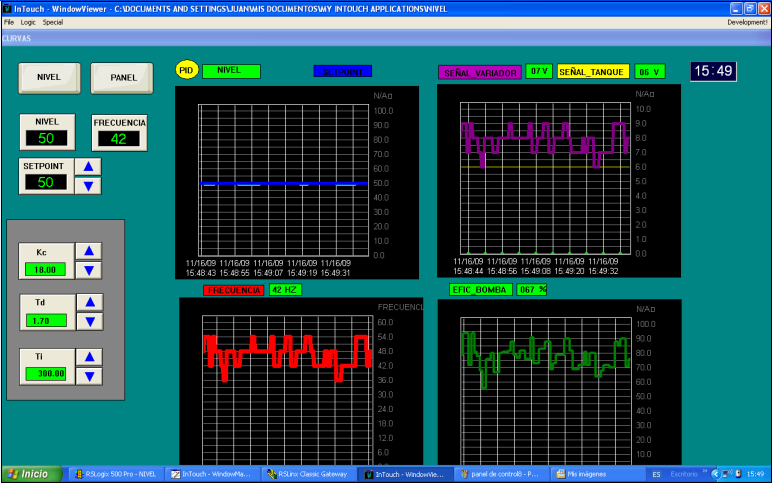 InTouch - WindowViewer - C:\DOCUMENTS AND SETTINGS\JUAN\MIS DOCUMENTOS\MY INTOUCH APPLICATIONS\NIVEL
File Logic Special
Development!
CURVAS
NIVEL PANEL
NIVEL
50
FRECUENCIA
42
SETPOINT
50
Kc
18.00
Td
1.70
Ti
300.00
PID NIVEL SETPOINT
N/A
100.0
90.0
80.0
70.0
60.0
50.0
40.0
30.0
20.0
10.0
0.0
11/16/09 11/16/09 11/16/09 11/16/09 11/16/09
15:48:43 15:48:55 15:49:07 15:49:19 15:49:31
SEÑAL_VARIADOR 07 V SEÑAL_TANQUE 06 V
15:49
N/A
10.0
9.0
8.0
7.0
6.0
5.0
4.0
3.0
2.0
1.0
0.0
11/16/09 11/16/09 11/16/09 11/16/09 11/16/09
15:48:44 15:48:56 15:49:08 15:49:20 15:49:32
FRECUENCIA 42 HZ
FRECUENCI
60.0
54.0
48.0
42.0
36.0
30.0
24.0
18.0
12.0
6.0
EFIC_BOMBA 067 %
N/A
100.0
90.0
80.0
70.0
60.0
50.0
40.0
30.0
20.0
10.0
Inicio
RSLogix 500 Pro - NIVEL
InTouch - WindowMa...
RSLinx Classic Gateway
InTouch - WindowVie...
panel de control8 - P...
Mis imágenes
ES
Escritorio
15:49